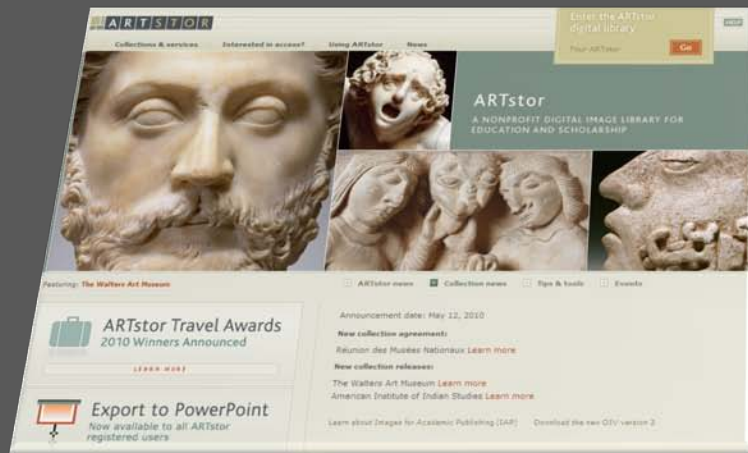 ARTSTOR
Enter the ARTstor
digital library
HELP
Your ARTstor
Go
Collections & services
Interested in access?
Using ARTstor
News
ARTstor
A NONPROFIT DIGITAL IMAGE LIBRARY FOR
EDUCATION AND SCHOLARSHIP
Featuring: The Walters Art Museum
ARTstor news
Collection news
Tips & tools
Events
ARTstor Travel Awards
2010 Winners Announced
LEARN MORE
Export to PowerPoint
Now available to all ARTstor
registered users
Announcement date: May 12, 2010
New collection agreement:
Réunion des Musées Nationaux Learn more
New collection releases:
The Walters Art Museum Learn more
American Institute of Indian Studies Learn more
Learn about Images for Academic Publishing (IAP)
Download the new OIV version 3